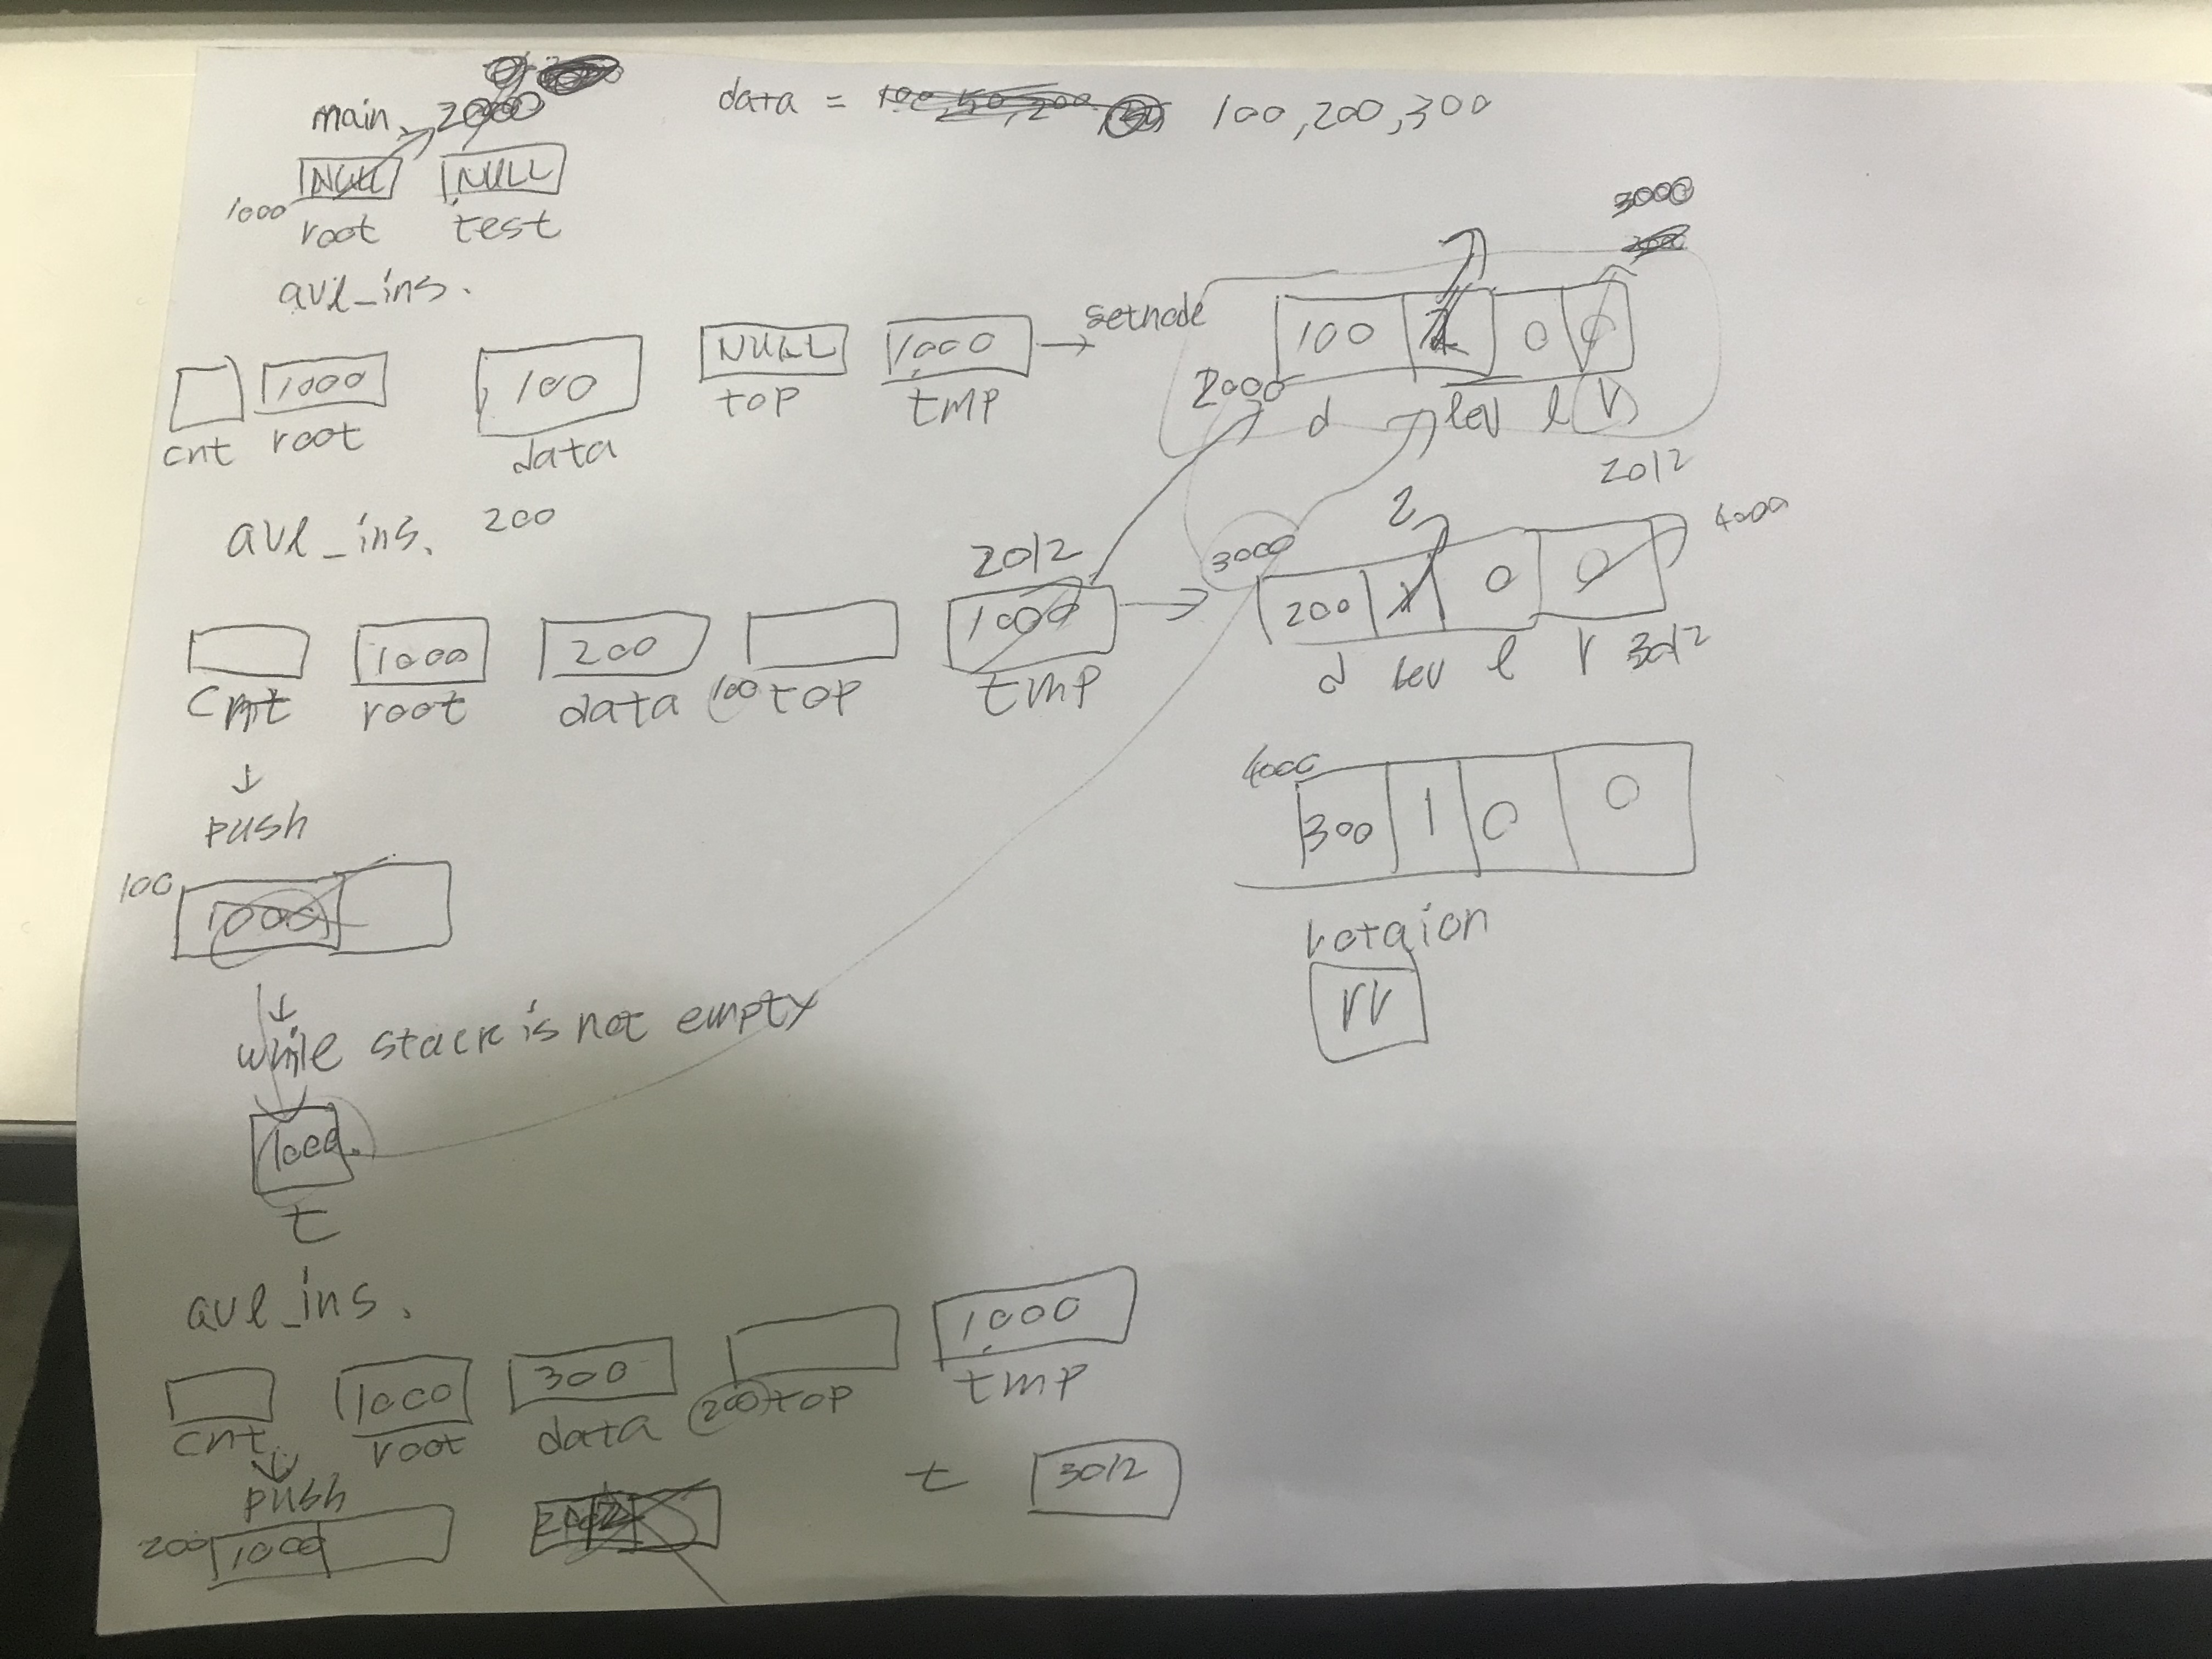 main 2000 data = 100, 50, 200, 100, 200, 300
NULL NULL
1000 root test
3000
avl_ins.
setnode 100 0 0
cnt 1000 root 100 data NULL top 1000 tmp
2000 d lev l r
2012
avl_ins. 200
2012 3000 2 4000
200 1 0 0
cnt 1000 root 200 data 100 top 1000 tmp
d lev l r 3012
↓
push
4000
300 1 0 0
100 1000
rotaion
rr
↓
while stack is not empty
1000
t
avl_ins.
cnt 1000 root 300 data 200 top 1000 tmp
↓
push
t 3012
200 1000